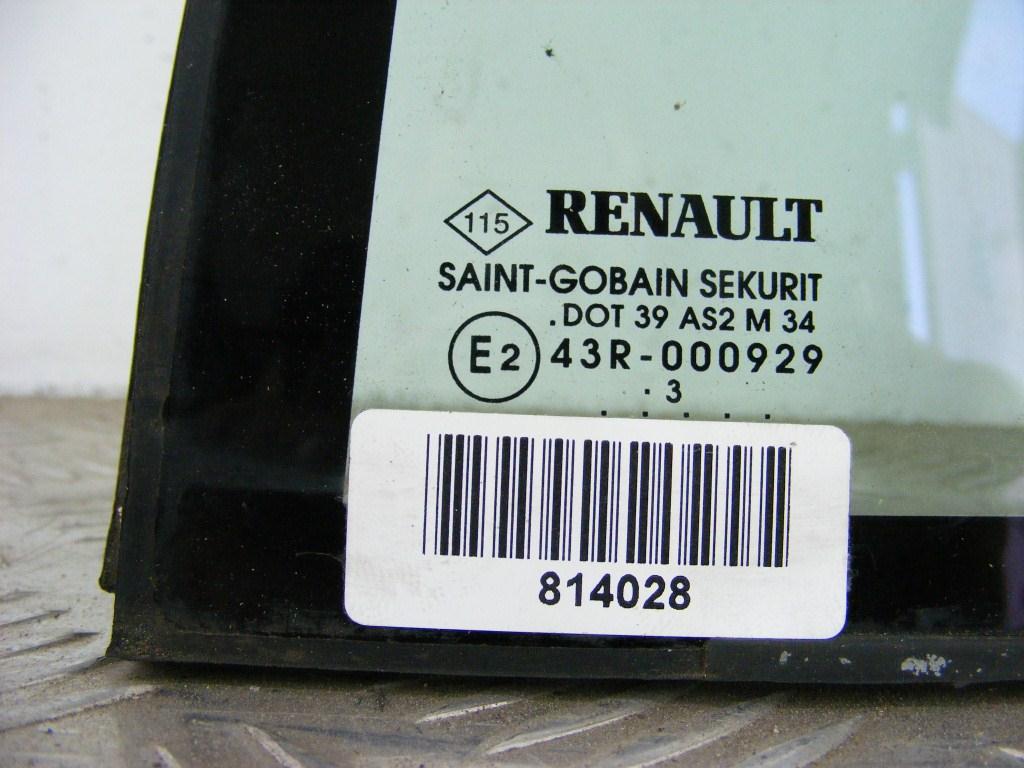 115 RENAULT
SAINT-GOBAIN SEKURIT
.DOT 39 AS2 M 34
E2 43R-000929
. 3
. . . . .
814028